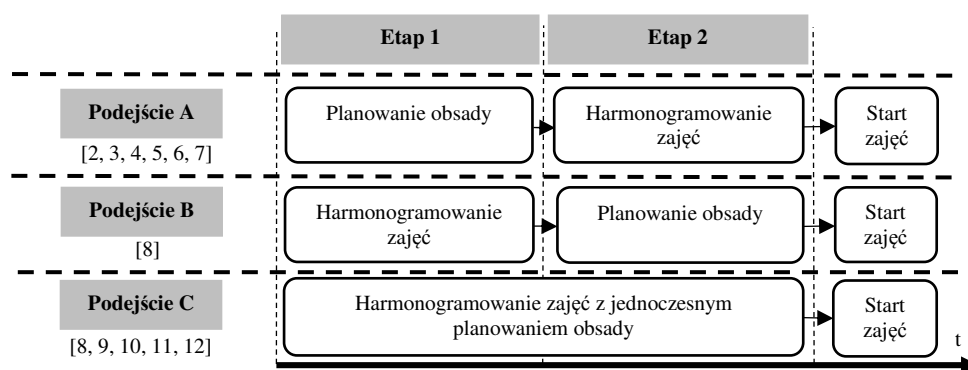 Etap 1
Etap 2
Podejście A
[2, 3, 4, 5, 6, 7]
Planowanie obsady
Harmonogramowanie
zajęć
Start
zajęć
Podejście B
[8]
Harmonogramowanie
zajęć
Planowanie obsady
Start
zajęć
Podejście C
[8, 9, 10, 11, 12]
Harmonogramowanie zajęć z jednoczesnym
planowaniem obsady
Start
zajęć
t